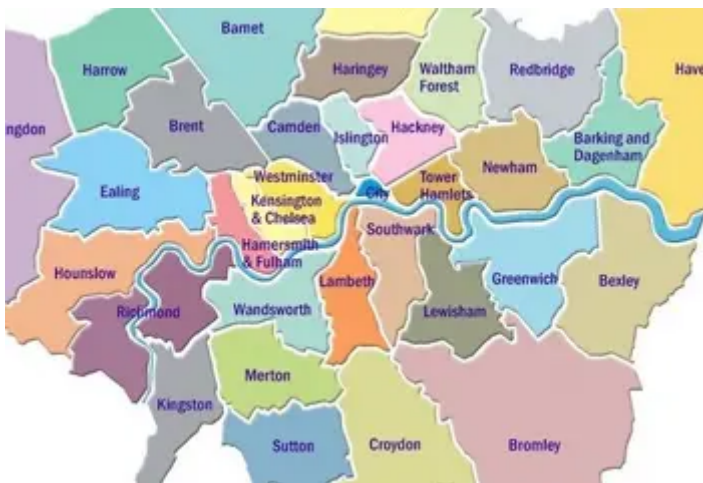 Barnet
Harrow
Haringey
Waltham
Forest
Redbridge
Have
ngdon
Brent
Camden
Islington
Hackney
Barking and
Dagenham
Newham
Ealing
Westminster
Kensington
& Chelsea
City
Tower
Hamlets
Hamersmith
& Fulham
Southwark
Hounslow
Richmond
Wandsworth
Lambeth
Lewisham
Greenwich
Bexley
Kingston
Merton
Sutton
Croydon
Bromley